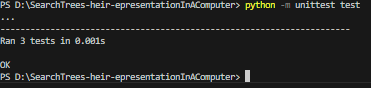 PS D:\SearchTrees-heir-epresentationInAComputer> python -m unittest test
...
----------------------------------------------------------------------
Ran 3 tests in 0.001s
OK
PS D:\SearchTrees-heir-epresentationInAComputer>